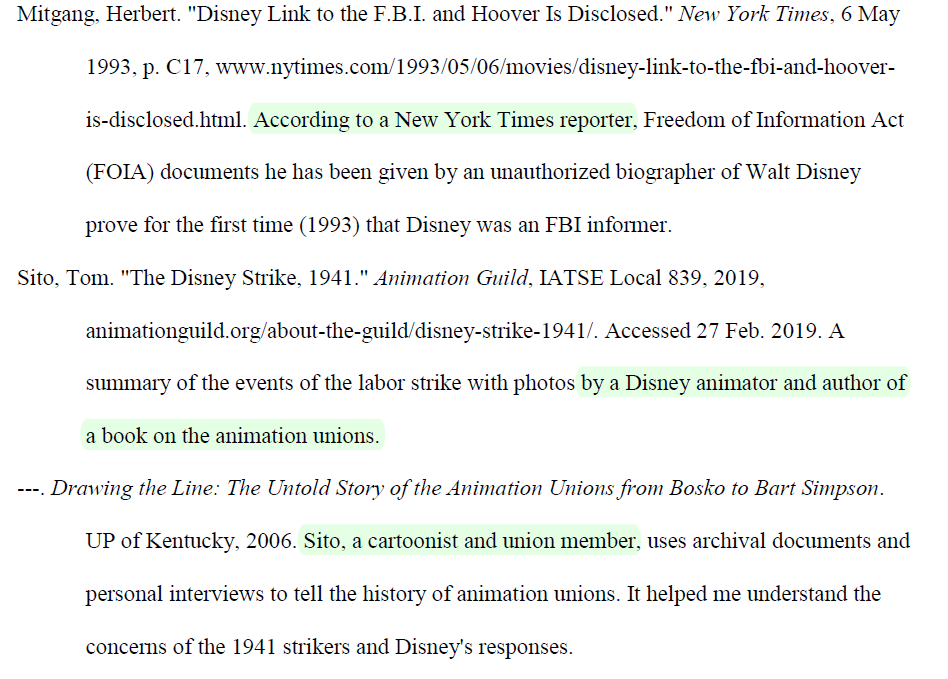 Mitgang, Herbert. "Disney Link to the F.B.I. and Hoover Is Disclosed." New York Times, 6 May
1993, p. C17, www.nytimes.com/1993/05/06/movies/disney-link-to-the-fbi-and-hoover-
is-disclosed.html. According to a New York Times reporter, Freedom of Information Act
(FOIA) documents he has been given by an unauthorized biographer of Walt Disney
prove for the first time (1993) that Disney was an FBI informer.
Sito, Tom. "The Disney Strike, 1941." Animation Guild, IATSE Local 839, 2019,
animationguild.org/about-the-guild/disney-strike-1941/. Accessed 27 Feb. 2019. A
summary of the events of the labor strike with photos by a Disney animator and author of
a book on the animation unions.
---. Drawing the Line: The Untold Story of the Animation Unions from Bosko to Bart Simpson.
UP of Kentucky, 2006. Sito, a cartoonist and union member, uses archival documents and
personal interviews to tell the history of animation unions. It helped me understand the
concerns of the 1941 strikers and Disney's responses.